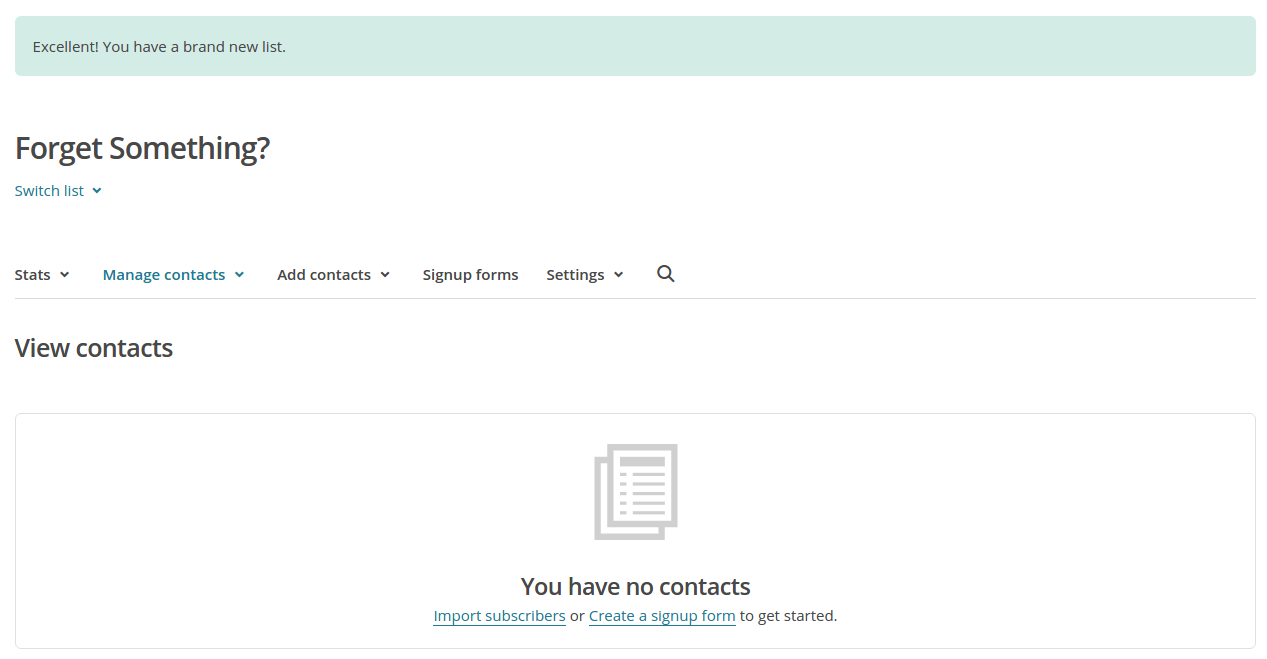 Excellent! You have a brand new list.
Forget Something?
Switch list
Stats Manage contacts Add contacts Signup forms Settings
View contacts
You have no contacts
Import subscribers or Create a signup form to get started.